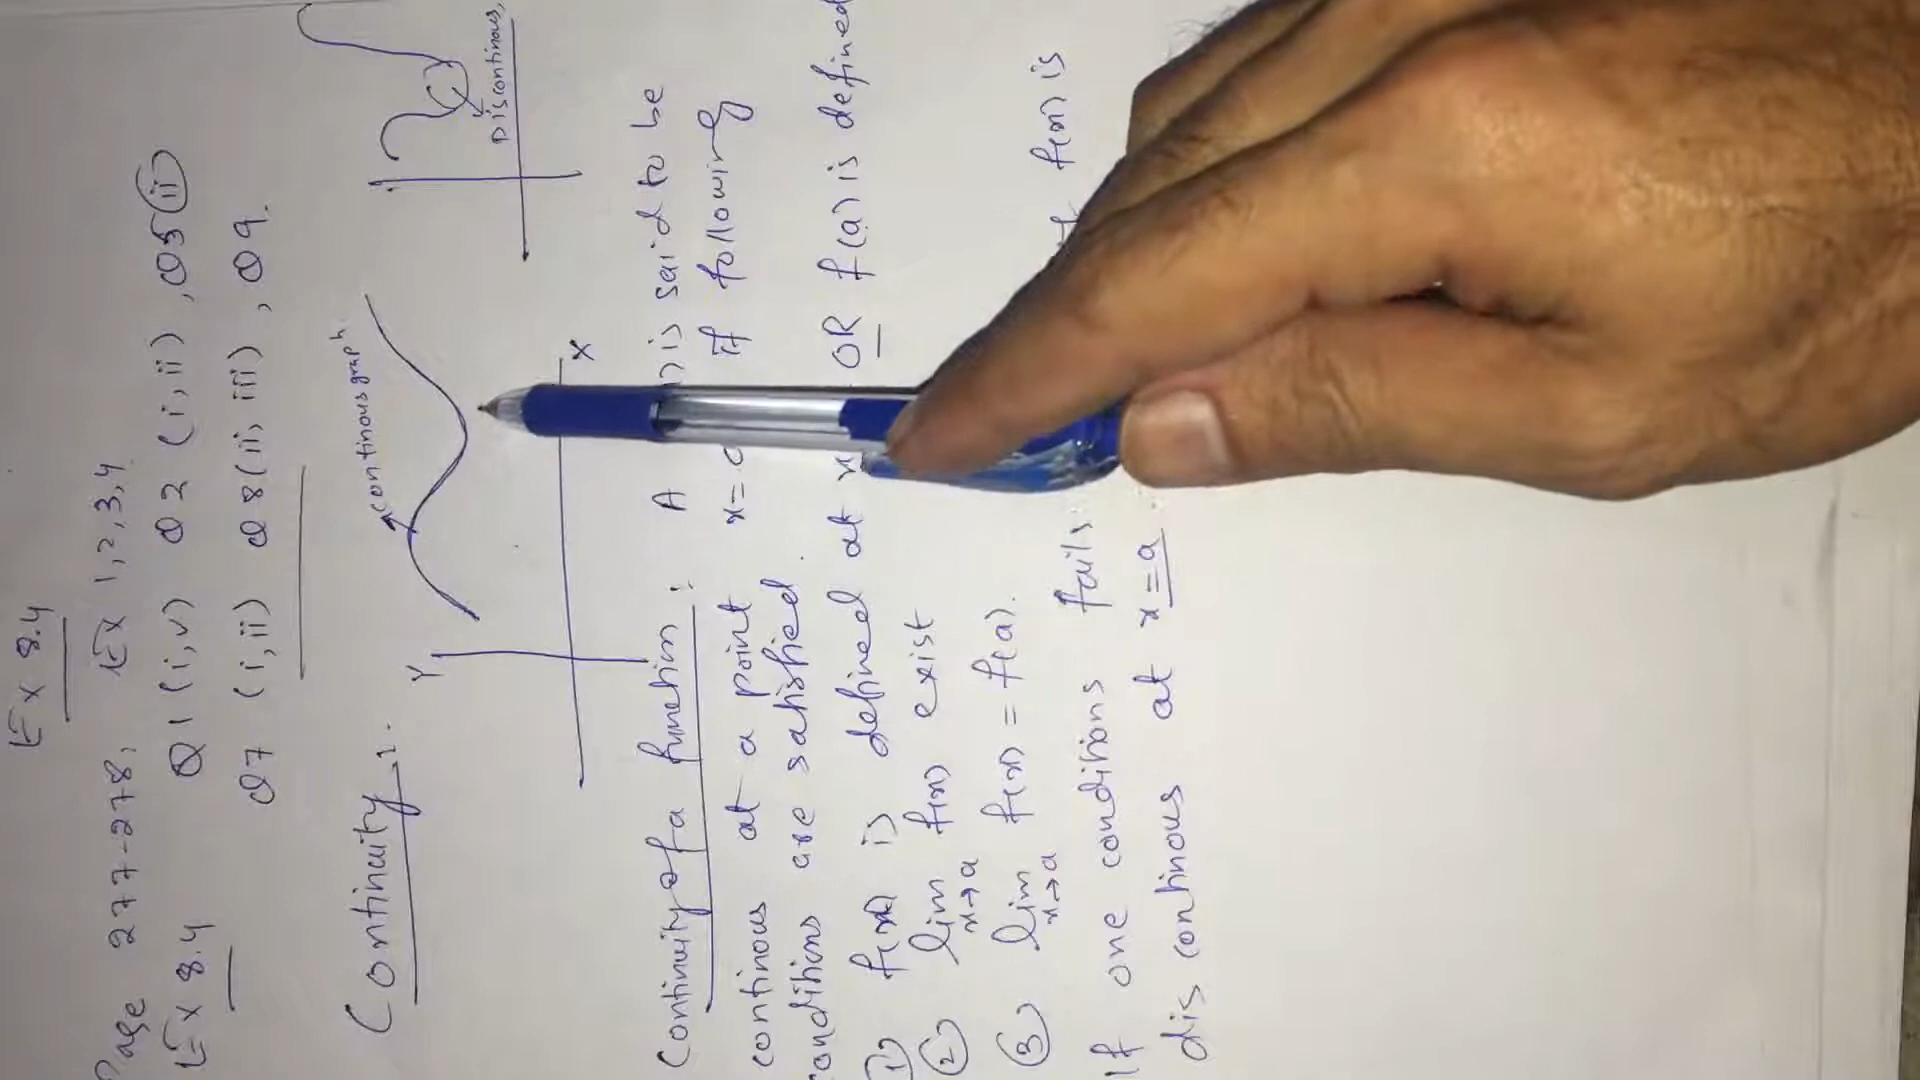 Ex 8.4
Page 277-278, Ex 1,2,3,4
Ex 8.4 Q1(i,v) Q2(i,ii), Q5(ii)
Q7(i,ii) Q8(ii,iii), Q9.
Continuity:
Y
continous graph.
X
Discontinous,
Continuity of a function: A is said to be
continous at a point x= if following
conditions are satisfied.
(1) f(x) is defined at x OR f(a) is defined
(2) lim x→a f(x) exist
(3) lim x→a f(x) = f(a).
If one conditions fails f(x) is
discontinous at x=a